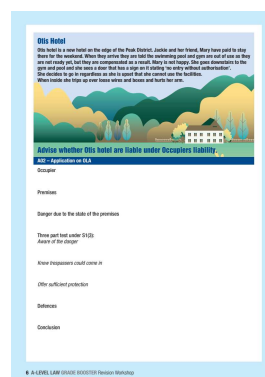 Otis Hotel
Otis hotel is a new hotel on the edge of the Peak District. Jackie and her friend, Mary have paid to stay
there for the weekend. When they arrive they are told the swimming pool and gym are out of use as they
are not ready yet, but they are compensated as a result. Mary is not happy. She goes downstairs to the
gym and pool and she sees a door that has a sign on it stating 'no entry without authorisation'.
She decides to go in regardless as she is upset that she cannot use the facilities.
When inside she trips up over loose wires and boxes and hurts her arm.
Advise whether Otis hotel are liable under Occupiers liability.
A02 – Application on OLA
Occupier
Premises
Danger due to the state of the premises
Three part test under S1(3):
Aware of the danger
Know trespassers could come in
Offer sufficient protection
Defences
Conclusion
6 A-LEVEL LAW GRADE BOOSTER Revision Workshop